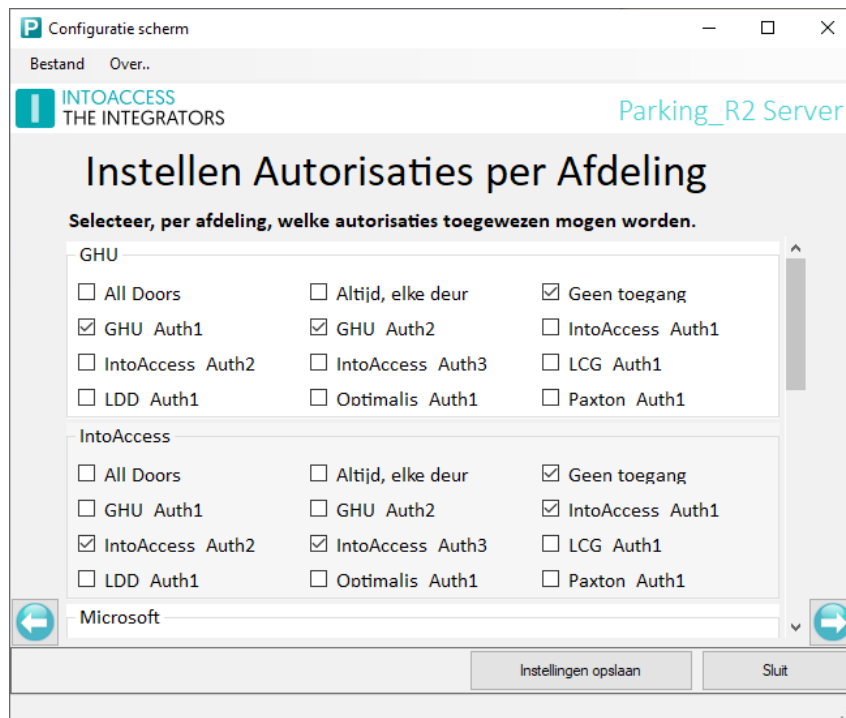 Configuratie scherm
Bestand Over..
INTOACCESS
THE INTEGRATORS
Parking_R2 Server
Instellen Autorisaties per Afdeling
Selecteer, per afdeling, welke autorisaties toegewezen mogen worden.
GHU
All Doors Altijd, elke deur Geen toegang
GHU Auth1 GHU Auth2 IntoAccess Auth1
IntoAccess Auth2 IntoAccess Auth3 LCG Auth1
LDD Auth1 Optimalis Auth1 Paxton Auth1
IntoAccess
All Doors Altijd, elke deur Geen toegang
GHU Auth1 GHU Auth2 IntoAccess Auth1
IntoAccess Auth2 IntoAccess Auth3 LCG Auth1
LDD Auth1 Optimalis Auth1 Paxton Auth1
Microsoft
Instellingen opslaan Sluit